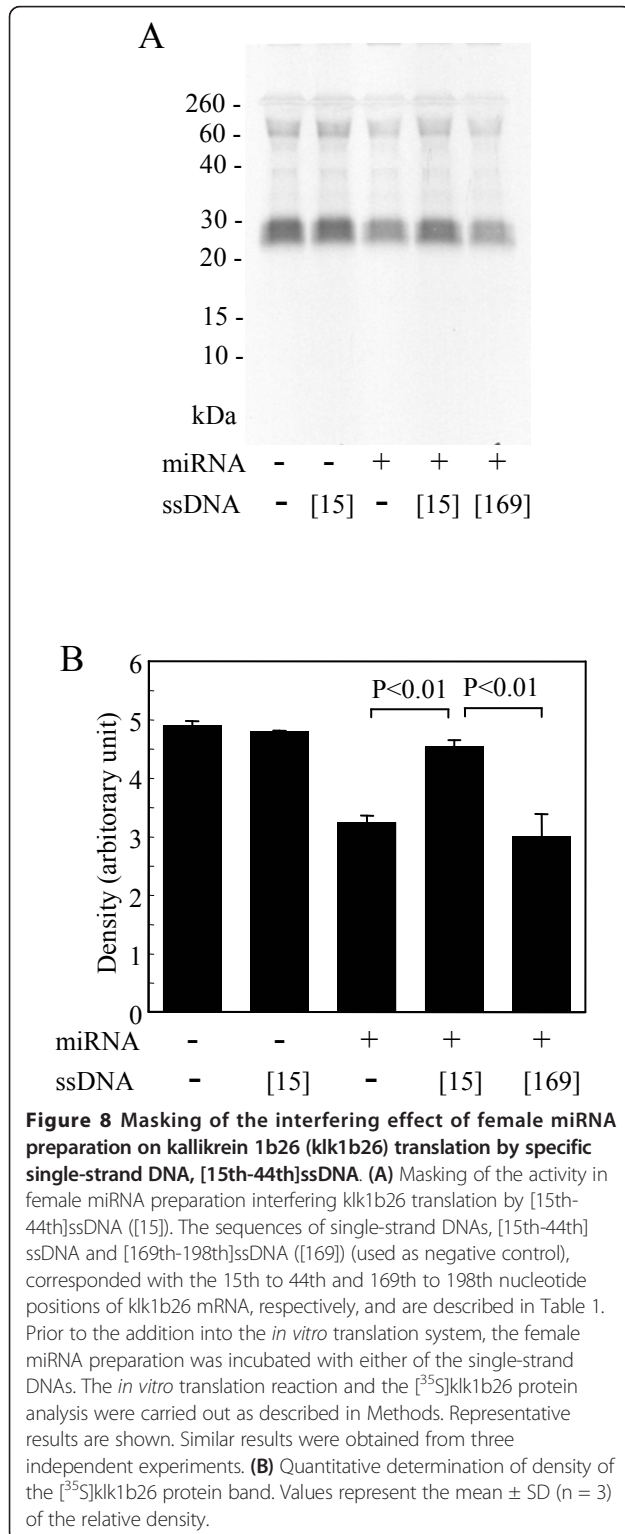 A
260 -
60 -
40 -
30 -
20 -
15 -
10 -
kDa
miRNA - - + + +
ssDNA - [15] - [15] [169]
B
6
5
4
3
2
1
0
Density (arbitorary unit)
P<0.01 P<0.01
miRNA - - + + +
ssDNA - [15] - [15] [169]
Figure 8 Masking of the interfering effect of female miRNA
preparation on kallikrein 1b26 (klk1b26) translation by specific
single-strand DNA, [15th-44th]ssDNA. (A) Masking of the activity in
female miRNA preparation interfering klk1b26 translation by [15th-
44th]ssDNA ([15]). The sequences of single-strand DNAs, [15th-44th]
ssDNA and [169th-198th]ssDNA ([169]) (used as negative control),
corresponded with the 15th to 44th and 169th to 198th nucleotide
positions of klk1b26 mRNA, respectively, and are described in Table 1.
Prior to the addition into the in vitro translation system, the female
miRNA preparation was incubated with either of the single-strand
DNAs. The in vitro translation reaction and the [35S]klk1b26 protein
analysis were carried out as described in Methods. Representative
results are shown. Similar results were obtained from three
independent experiments. (B) Quantitative determination of density of
the [35S]klk1b26 protein band. Values represent the mean ± SD (n = 3)
of the relative density.